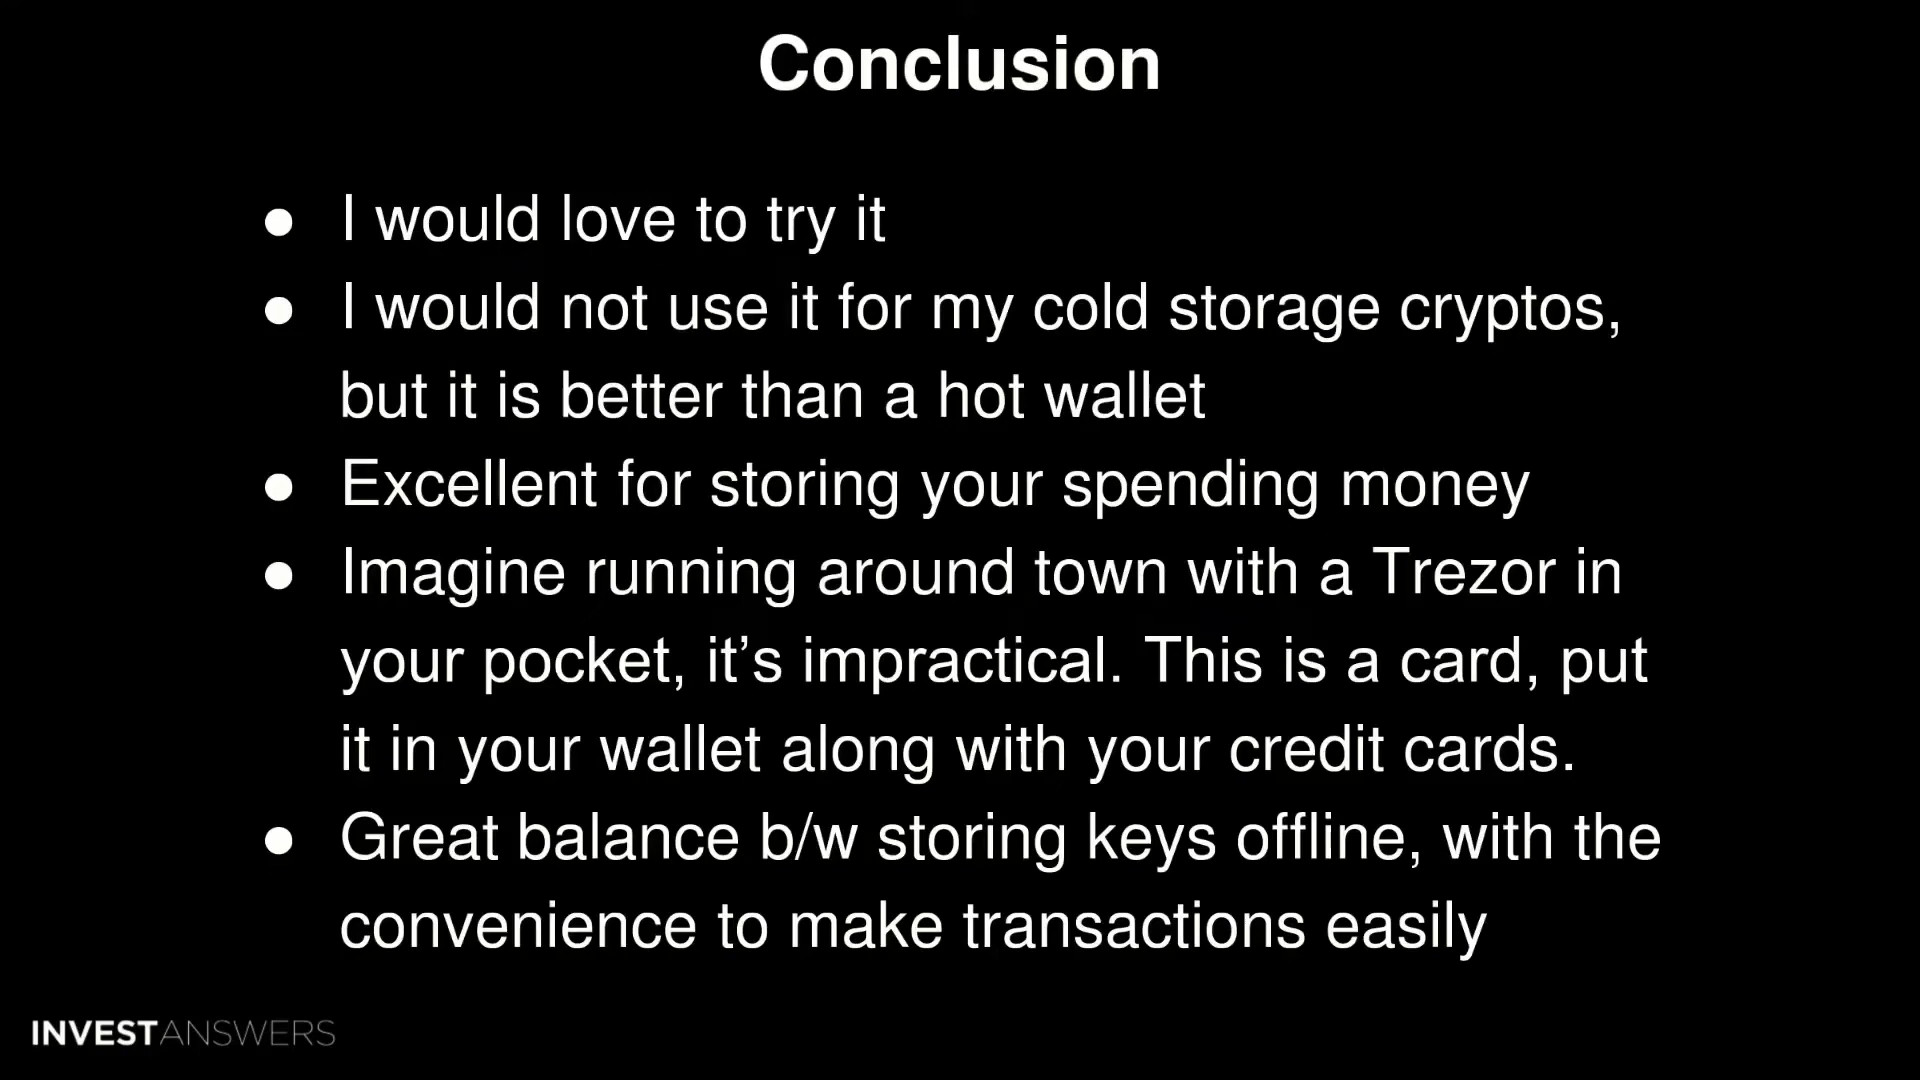 Conclusion
● I would love to try it
● I would not use it for my cold storage cryptos,
but it is better than a hot wallet
● Excellent for storing your spending money
● Imagine running around town with a Trezor in
your pocket, it’s impractical. This is a card, put
it in your wallet along with your credit cards.
● Great balance b/w storing keys offline, with the
convenience to make transactions easily
INVESTANSWERS